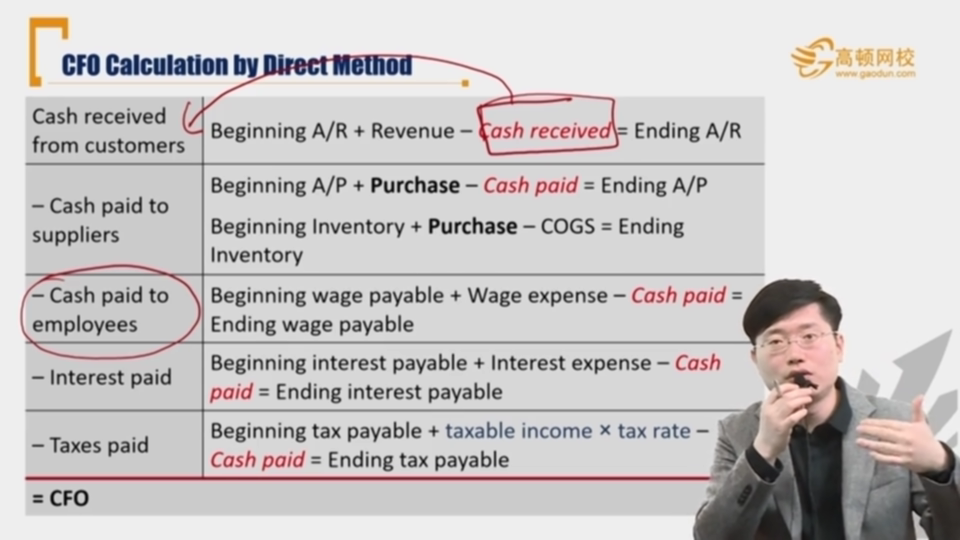 CFO Calculation by Direct Method
高顿网校
www.gaodun.com
Cash received
from customers
Beginning A/R + Revenue – Cash received = Ending A/R
– Cash paid to
suppliers
Beginning A/P + Purchase – Cash paid = Ending A/P
Beginning Inventory + Purchase – COGS = Ending
Inventory
– Cash paid to
employees
Beginning wage payable + Wage expense – Cash paid =
Ending wage payable
– Interest paid
Beginning interest payable + Interest expense – Cash
paid = Ending interest payable
– Taxes paid
Beginning tax payable + taxable income × tax rate –
Cash paid = Ending tax payable
= CFO